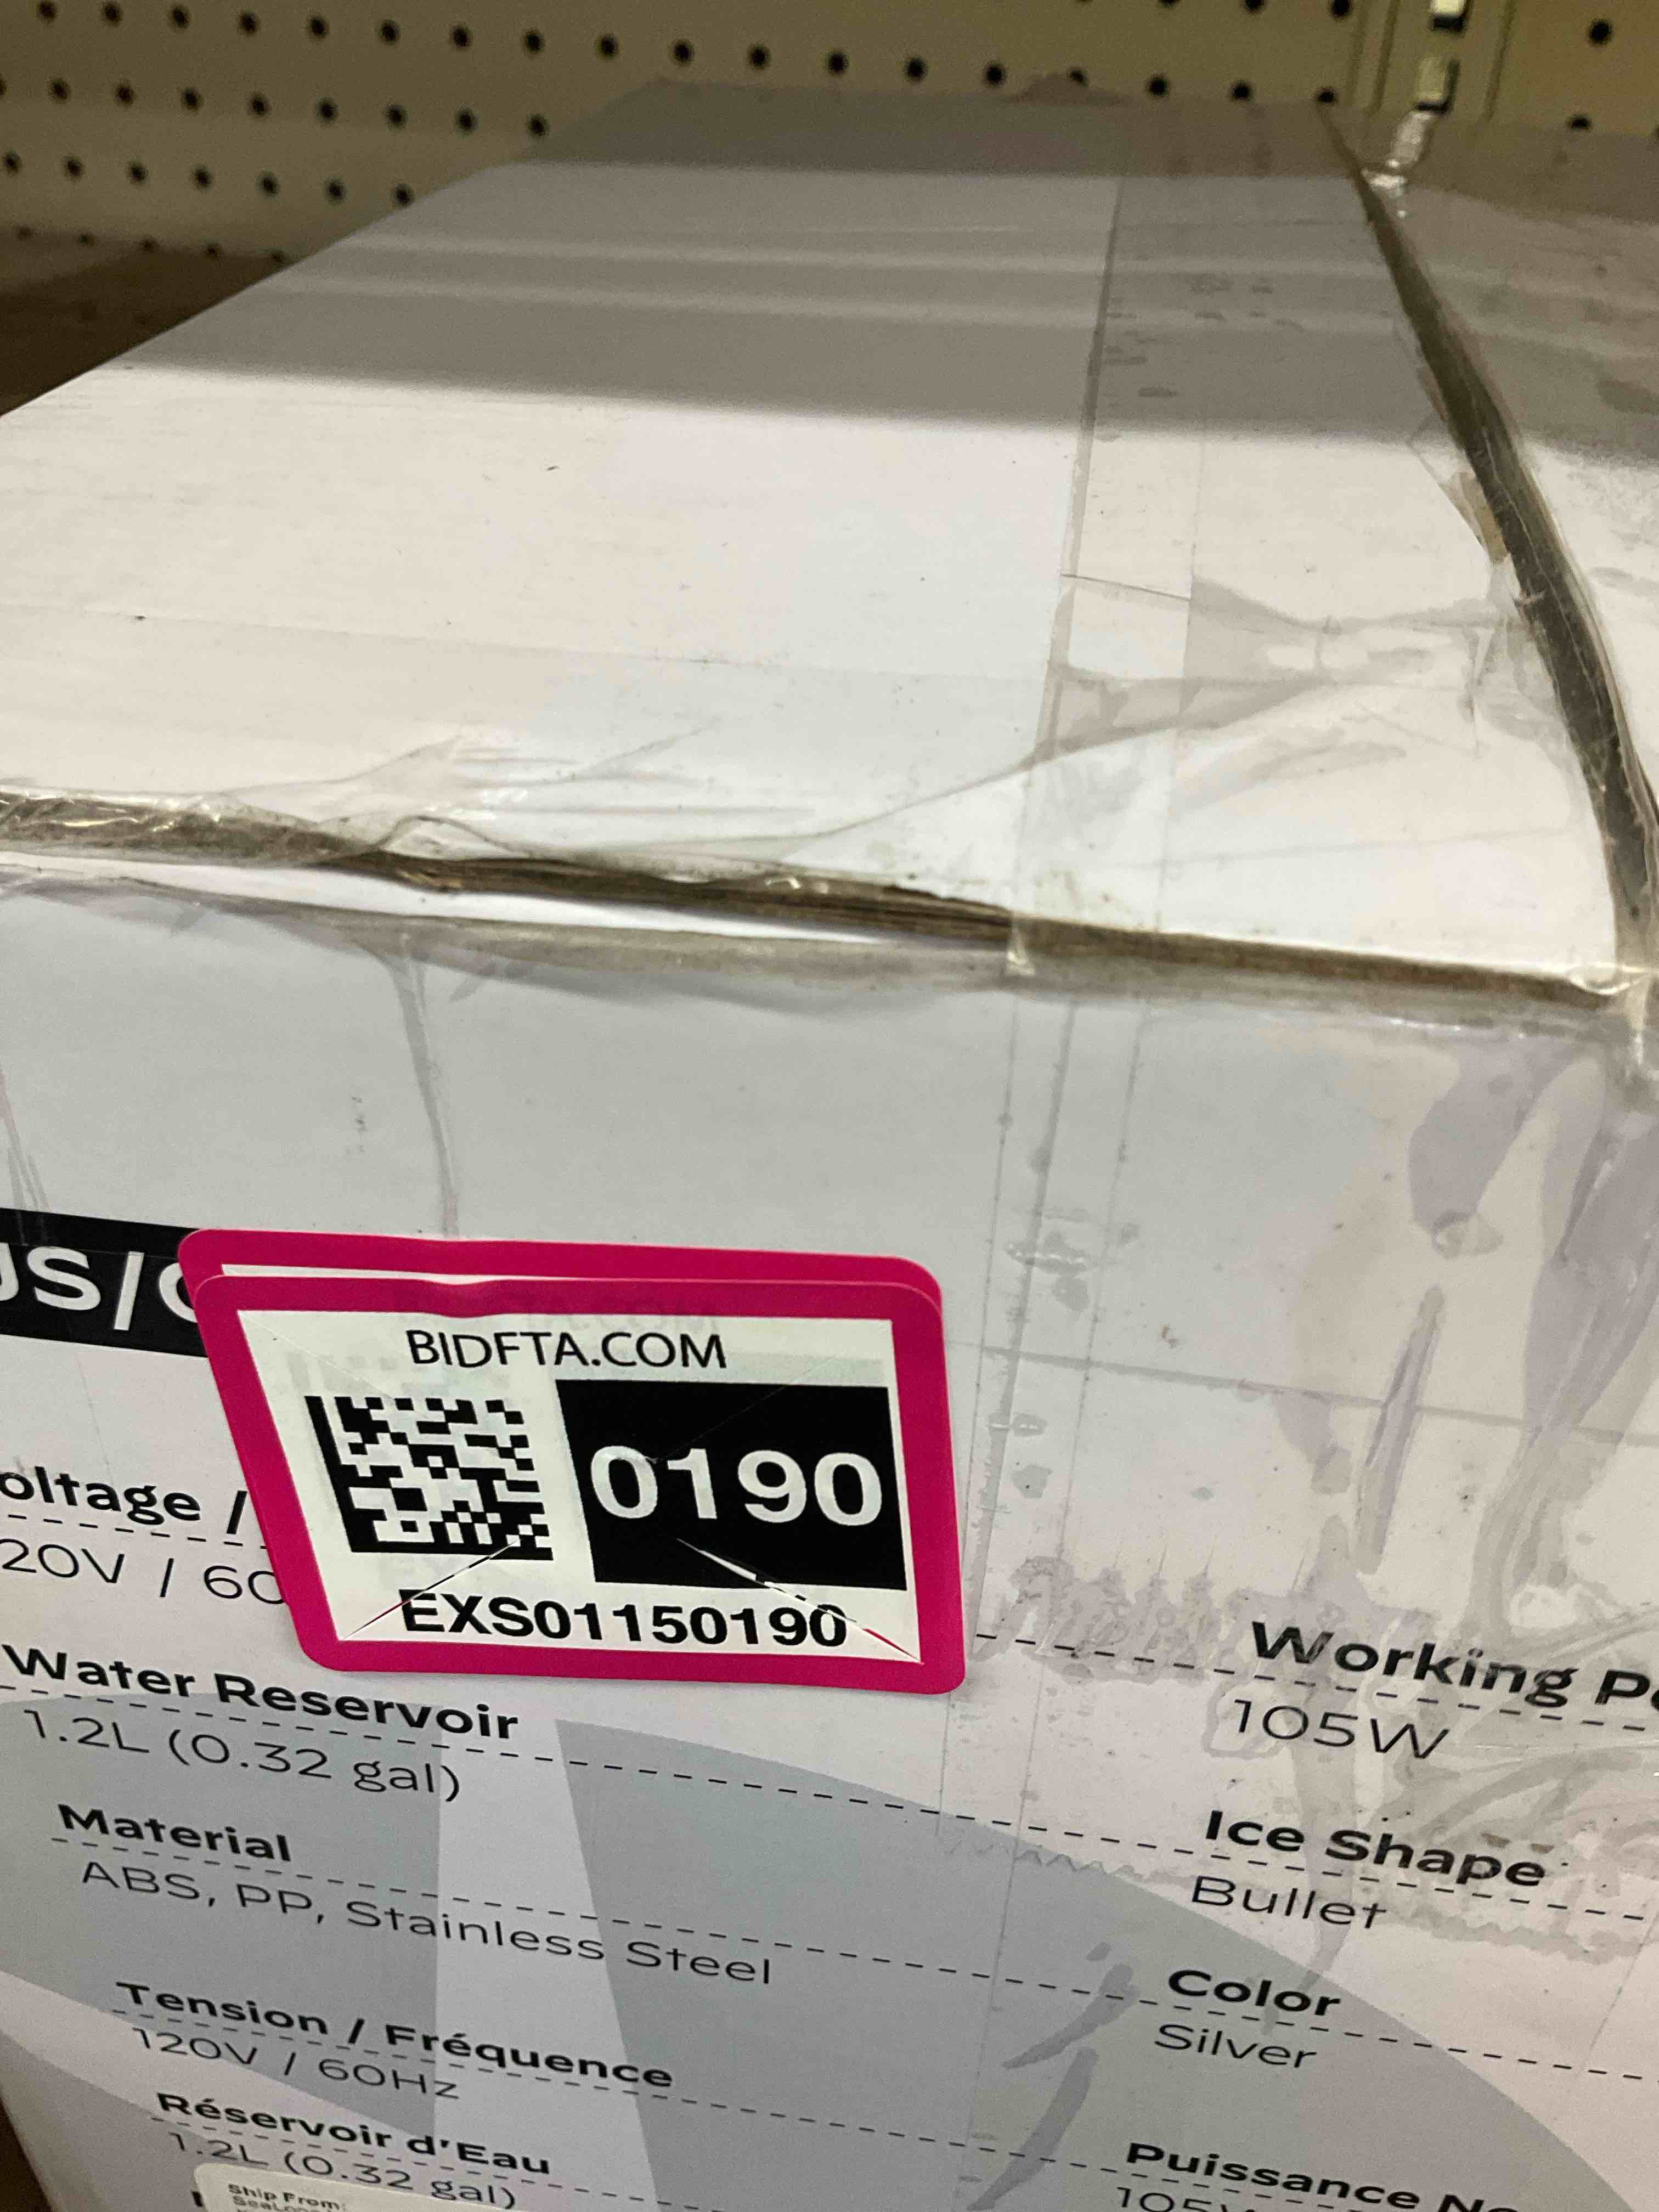 US/C
BIDFTA.COM
0190
EXS01150190
oltage /
20V / 60
Water Reservoir
1.2L (0.32 gal)
Material
ABS, PP, Stainless Steel
Tension / Fréquence
120V / 60Hz
Réservoir d'Eau
1.2L (0.32 gal)
Working P
105W
Ice Shape
Bullet
Color
Silver
Puissance
105W
Ship From: